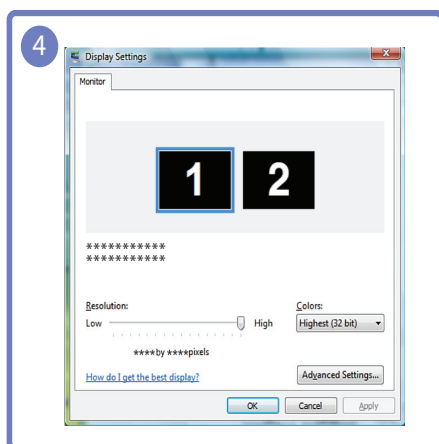 4
Display Settings
Monitor
1 2
***********
***********
Resolution:
Colors:
Low High
Highest (32 bit)
****by ****pixels
How do I get the best display?
Advanced Settings...
OK Cancel Apply